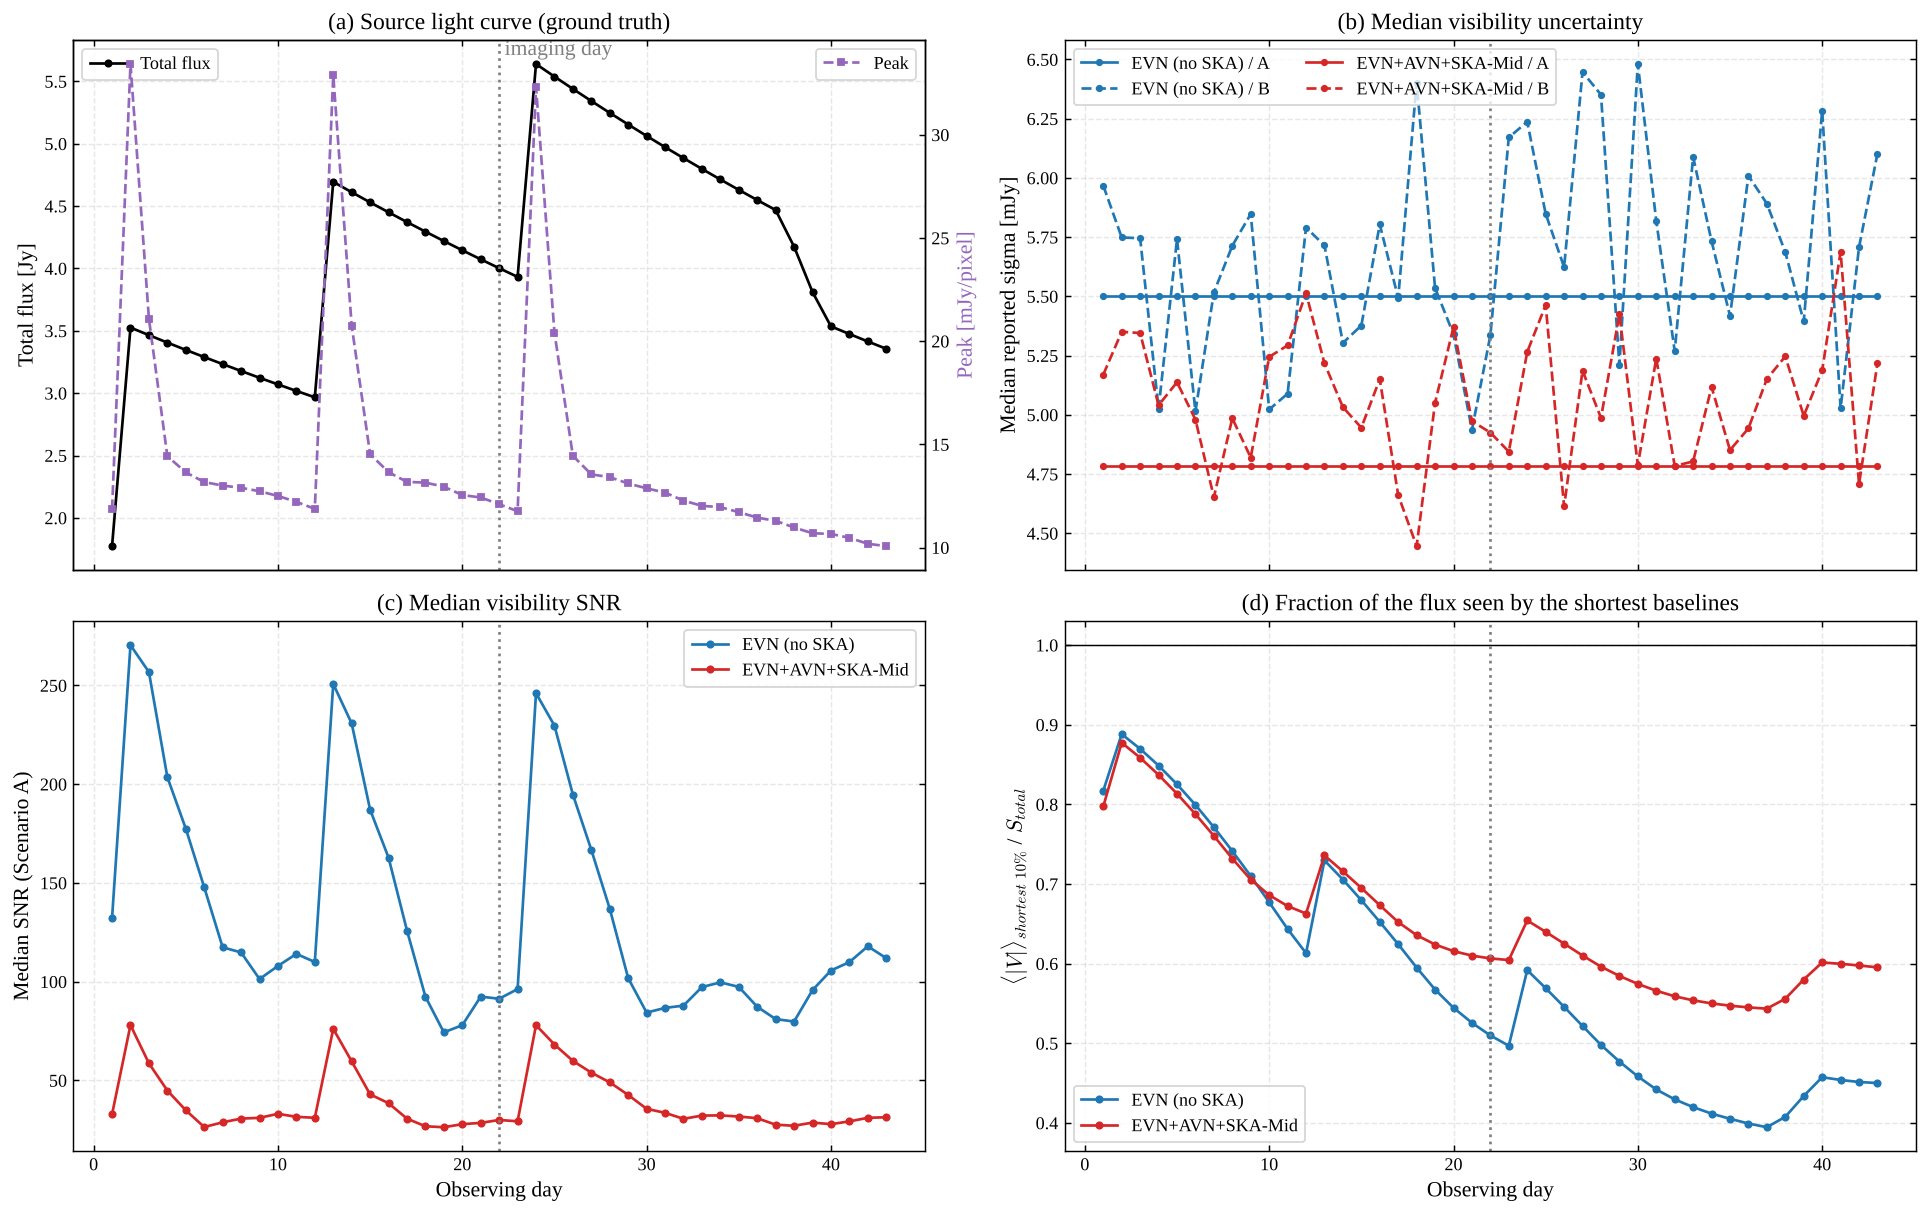 (a) Source light curve (ground truth)
imaging day
Total flux
Peak
5.5
5.0
4.5
4.0
3.5
3.0
2.5
2.0
Total flux [Jy]
30
25
20
15
10
Peak [mJy/pixel]
(b) Median visibility uncertainty
EVN (no SKA) / A
EVN (no SKA) / B
EVN+AVN+SKA-Mid / A
EVN+AVN+SKA-Mid / B
6.50
6.25
6.00
5.75
5.50
5.25
5.00
4.75
4.50
Median reported sigma [mJy]
(c) Median visibility SNR
EVN (no SKA)
EVN+AVN+SKA-Mid
250
200
150
100
50
Median SNR (Scenario A)
0 10 20 30 40
Observing day
(d) Fraction of the flux seen by the shortest baselines
1.0
0.9
0.8
0.7
0.6
0.5
0.4
⟨|V|⟩shortest 10% / Stotal
EVN (no SKA)
EVN+AVN+SKA-Mid
0 10 20 30 40
Observing day